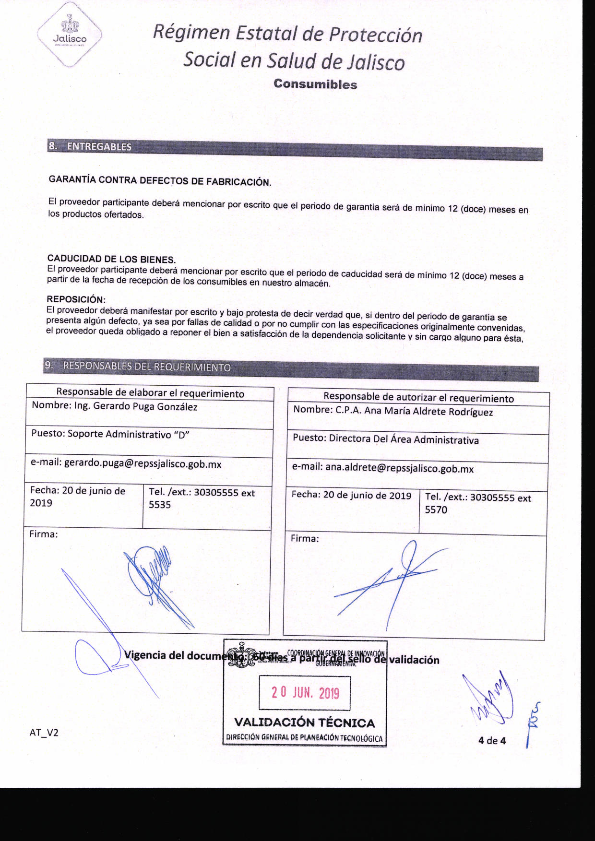 Jalisco
Régimen Estatal de Protección
Social en Salud de Jalisco
Consumibles
8. ENTREGABLES
GARANTÍA CONTRA DEFECTOS DE FABRICACIÓN.
El proveedor participante deberá mencionar por escrito que el periodo de garantía será de mínimo 12 (doce) meses en
los productos ofertados.
CADUCIDAD DE LOS BIENES.
El proveedor participante deberá mencionar por escrito que el periodo de caducidad será de mínimo 12 (doce) meses a
partir de la fecha de recepción de los consumibles en nuestro almacén.
REPOSICIÓN:
El proveedor deberá manifestar por escrito y bajo protesta de decir verdad que, si dentro del periodo de garantía se
presenta algún defecto, ya sea por fallas de calidad o por no cumplir con las especificaciones originalmente convenidas,
el proveedor queda obligado a reponer el bien a satisfacción de la dependencia solicitante y sin cargo alguno para ésta,
9. RESPONSABLES DEL REQUERIMIENTO
Responsable de elaborar el requerimiento
Nombre: Ing. Gerardo Puga González
Puesto: Soporte Administrativo "D"
e-mail: gerardo.puga@repssjalisco.gob.mx
Fecha: 20 de junio de
2019
Tel. /ext.: 30305555 ext
5535
Firma:
Responsable de autorizar el requerimiento
Nombre: C.P.A. Ana María Aldrete Rodríguez
Puesto: Directora Del Área Administrativa
e-mail: ana.aldrete@repssjalisco.gob.mx
Fecha: 20 de junio de 2019
Tel. /ext.: 30305555 ext
5570
Firma:
Vigencia del documento: 60 días a partir del sello de validación
COORDINACIÓN GENERAL DE INNOVACIÓN
GUBERNAMENTAL
20 JUN. 2019
VALIDACIÓN TÉCNICA
DIRECCIÓN GENERAL DE PLANEACIÓN TECNOLÓGICA
AT_V2
4 de 4